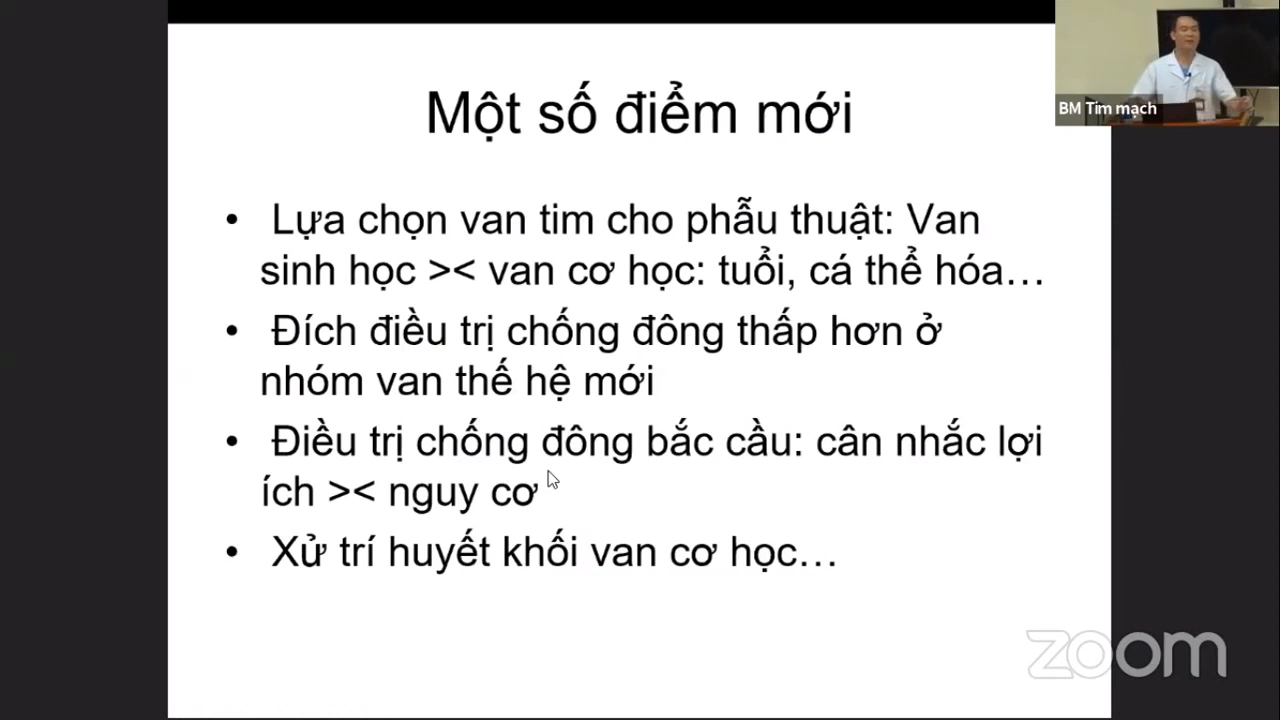 Một số điểm mới
BM Tim mạch
• Lựa chọn van tim cho phẫu thuật: Van
sinh học >< van cơ học: tuổi, cá thể hóa…
• Đích điều trị chống đông thấp hơn ở
nhóm van thế hệ mới
• Điều trị chống đông bắc cầu: cân nhắc lợi
ích >< nguy cơ
• Xử trí huyết khối van cơ học…
zoom